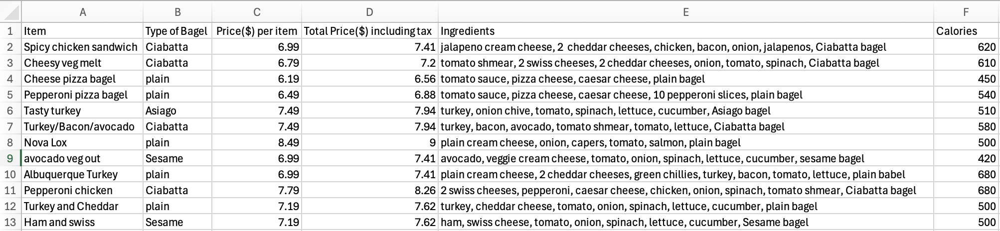 A B C D E F
1 Item Type of Bagel Price($) per item Total Price($) including tax Ingredients Calories
2 Spicy chicken sandwich Ciabatta 6.99 7.41 jalapeno cream cheese, 2  cheddar cheeses, chicken, bacon, onion, jalapenos, Ciabatta bagel 620
3 Cheesy veg melt Ciabatta 6.79 7.2 tomato shmear, 2 swiss cheeses, 2 cheddar cheeses, onion, tomato, spinach, Ciabatta bagel 610
4 Cheese pizza bagel plain 6.19 6.56 tomato sauce, pizza cheese, caesar cheese, plain bagel 450
5 Pepperoni pizza bagel plain 6.49 6.88 tomato sauce, pizza cheese, caesar cheese, 10 pepperoni slices, plain bagel 540
6 Tasty turkey Asiago 7.49 7.94 turkey, onion chive, tomato, spinach, lettuce, cucumber, Asiago bagel 510
7 Turkey/Bacon/avocado Ciabatta 7.49 7.94 turkey, bacon, avocado, tomato shmear, tomato, lettuce, Ciabatta bagel 580
8 Nova Lox plain 8.49 9 plain cream cheese, onion, capers, tomato, salmon, plain bagel 500
9 avocado veg out Sesame 6.99 7.41 avocado, veggie cream cheese, tomato, onion, spinach, lettuce, cucumber, sesame bagel 420
10 Albuquerque Turkey plain 6.99 7.41 plain cream cheese, 2 cheddar cheeses, green chillies, turkey, bacon, tomato, lettuce, plain babel 680
11 Pepperoni chicken Ciabatta 7.79 8.26 2 swiss cheeses, pepperoni, caesar cheese, chicken, onion, spinach, tomato shmear, Ciabatta bagel 680
12 Turkey and Cheddar plain 7.19 7.62 turkey, cheddar cheese, tomato, onion, spinach, lettuce, cucumber, plain bagel 500
13 Ham and swiss Sesame 7.19 7.62 ham, swiss cheese, tomato, onion, spinach, lettuce, cucumber, Sesame bagel 500